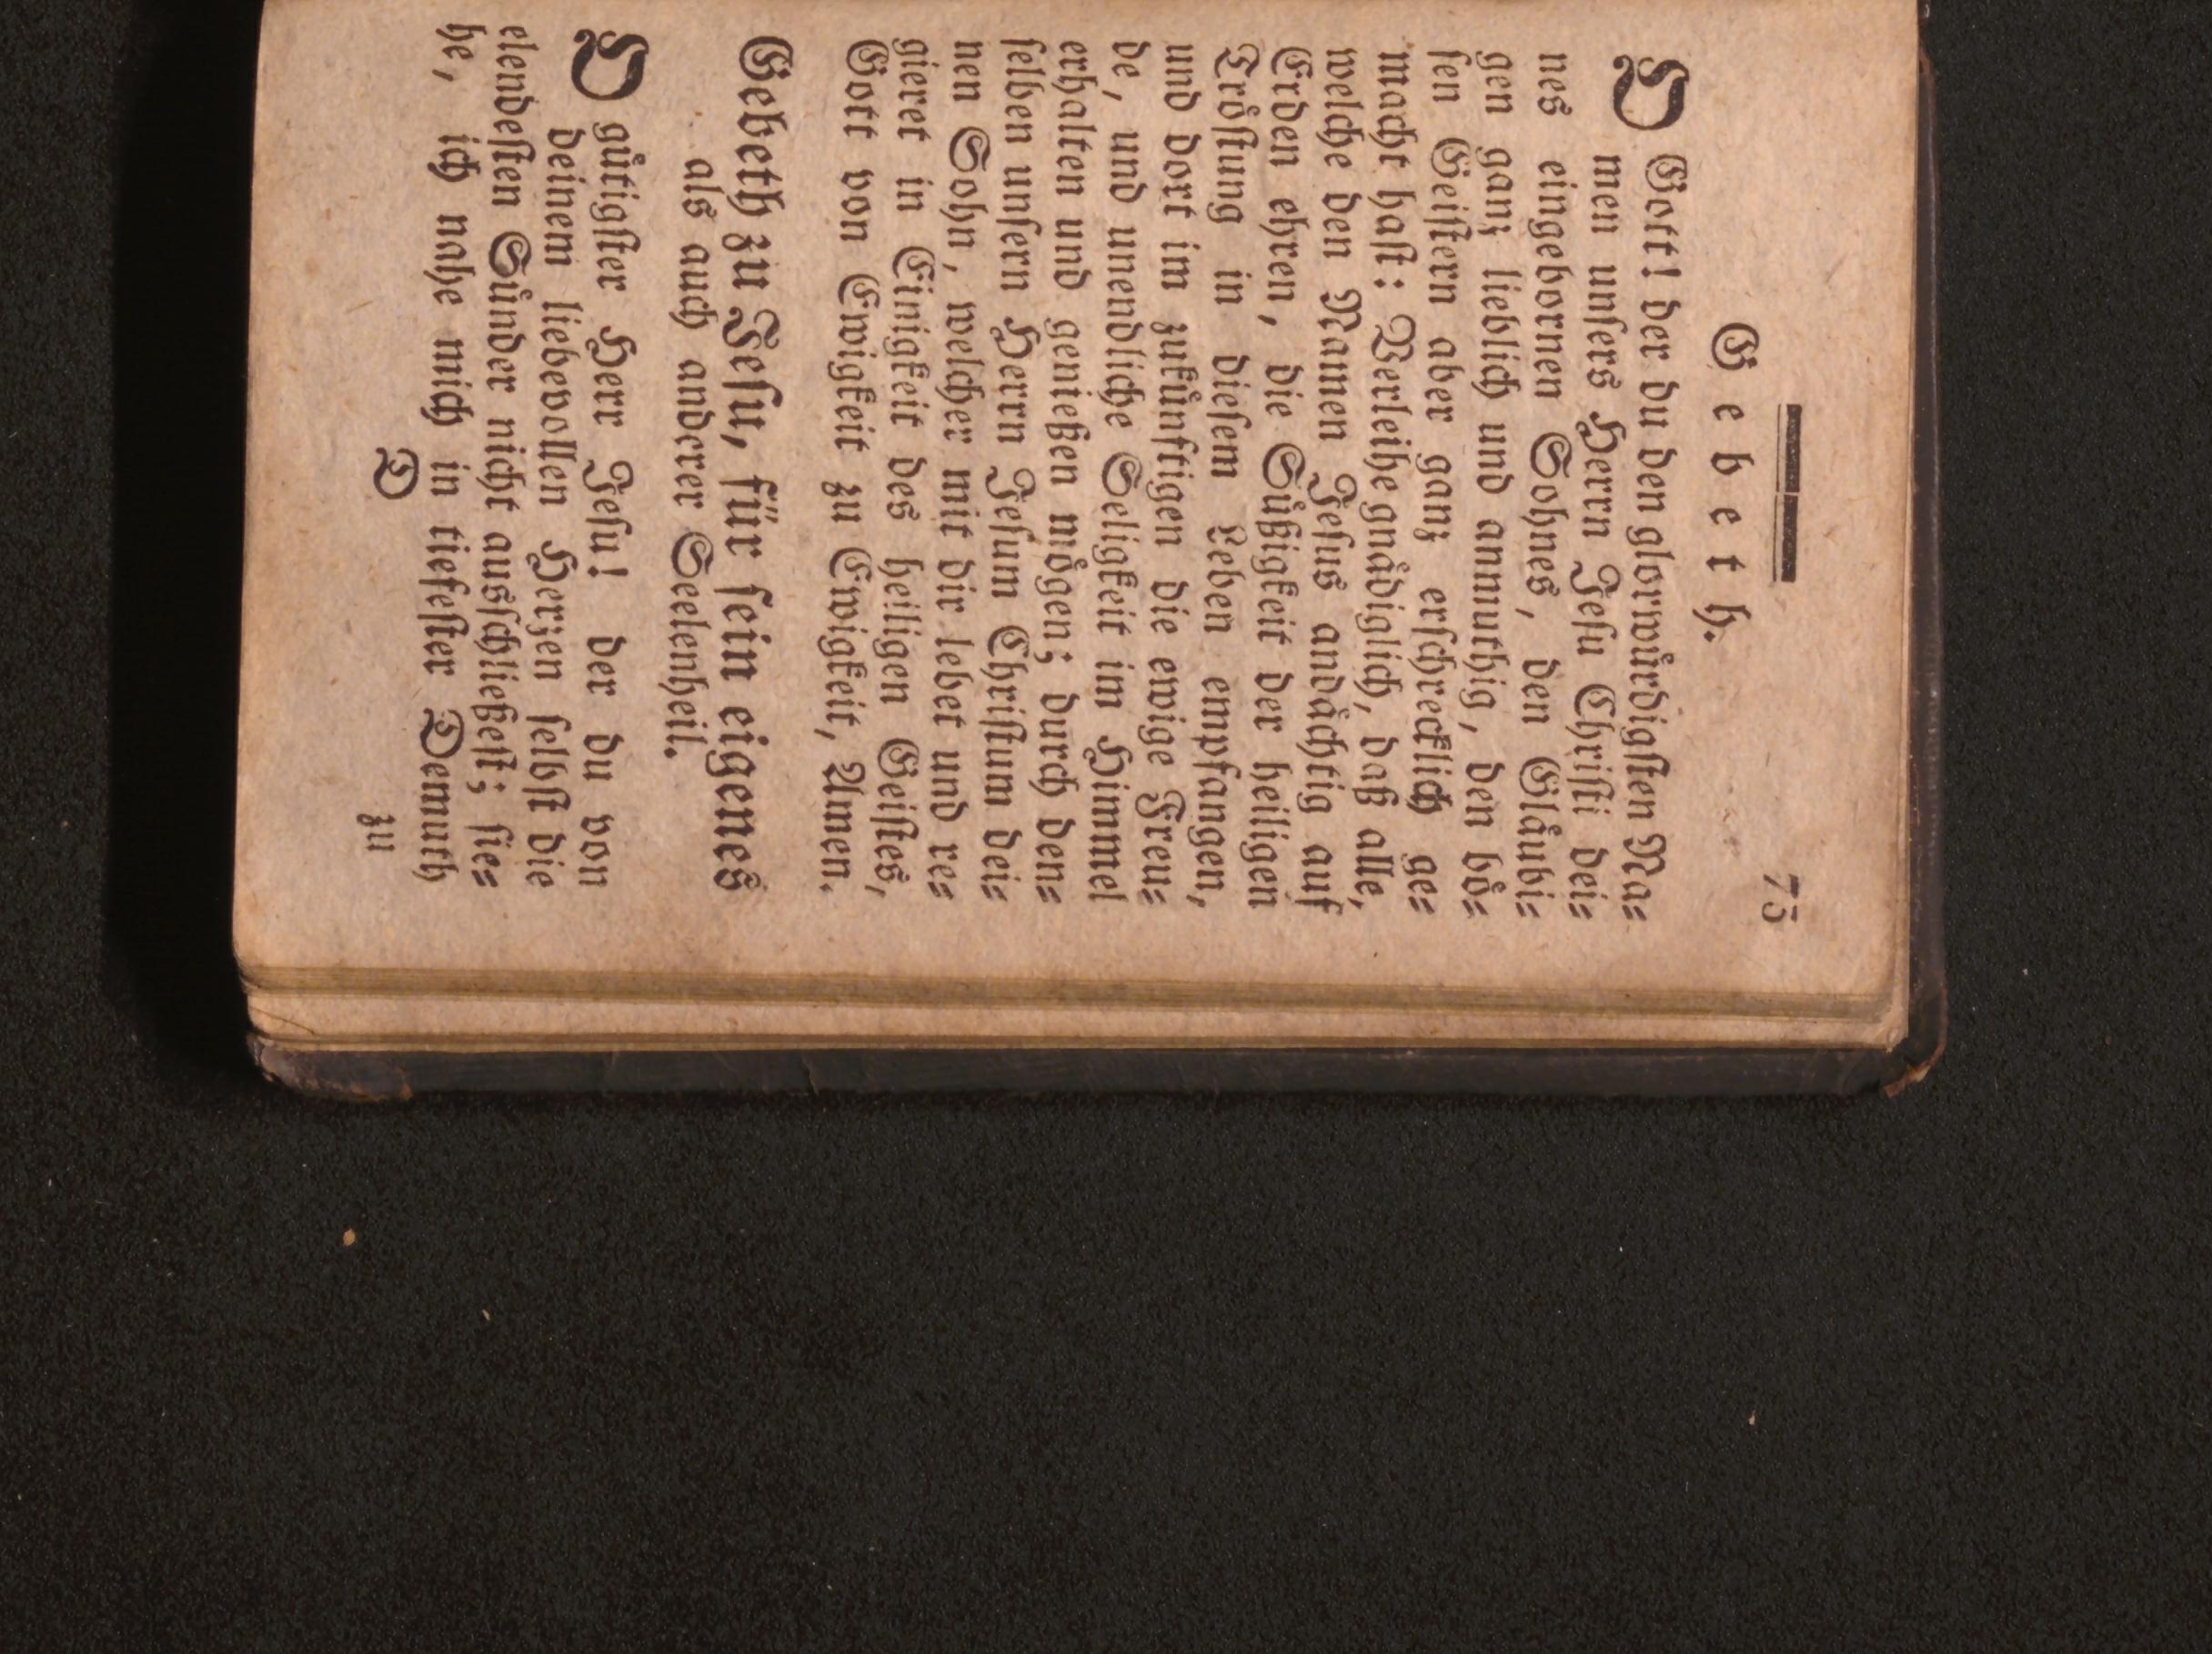 75
Gebeth.
O Gott! der du den glorwürdigsten Na⸗
men unsers Herrn Jesu Christi dei⸗
nes eingebornen Sohnes, den Glåubi⸗
gen ganz lieblich und anmuthig, den bö⸗
sen Geistern aber ganz erschrecklich ge⸗
macht hast: Verleihe gnådiglich, daß alle,
welche den Namen Jesus andåchtig auf
Erden ehren, die Süßigkeit der heiligen
Tröstung in diesem Leben empfangen,
und dort im zukünftigen die ewige Freu⸗
de, und unendliche Seligkeit im Himmel
erhalten und genießen mögen; durch den⸗
selben unsern Herrn Jesum Christum dei⸗
nen Sohn, welcher mit dir lebet und re⸗
gieret in Einigkeit des heiligen Geistes,
Gott von Ewigkeit zu Ewigkeit, Amen.
Gebeth zu Jesu, für sein eigenes
als auch anderer Seelenheil.
O gütigster Herr Jesu! der du von
deinem liebevollen Herzen selbst die
elendesten Sünder nicht ausschließest; sie⸗
he, ich nahe mich in tiefester Demuth
D zu